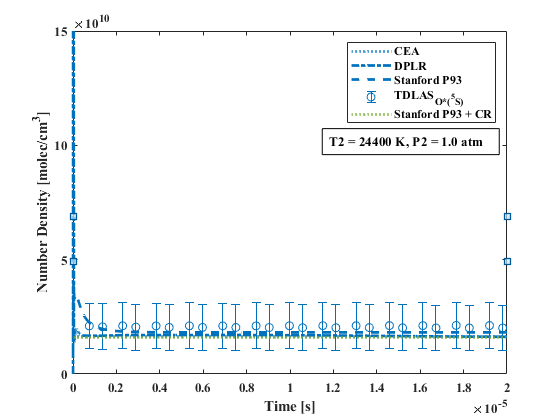 ×10^10
15
10
5
0
Number Density [molec/cm^3]
CEA
DPLR
Stanford P93
TDLAS_O*(^5S)
Stanford P93 + CR
T2 = 24400 K, P2 = 1.0 atm
0 0.2 0.4 0.6 0.8 1 1.2 1.4 1.6 1.8 2
Time [s]
×10^-5